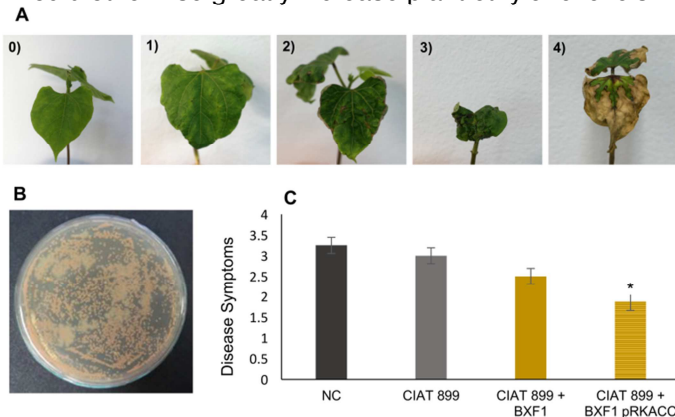 A
0)
1)
2)
3)
4)
B
C
Disease Symptoms
4
3.5
3
2.5
2
1.5
1
0.5
0
*
NC
CIAT 899
CIAT 899 +
BXF1
CIAT 899 +
BXF1 pRKACC